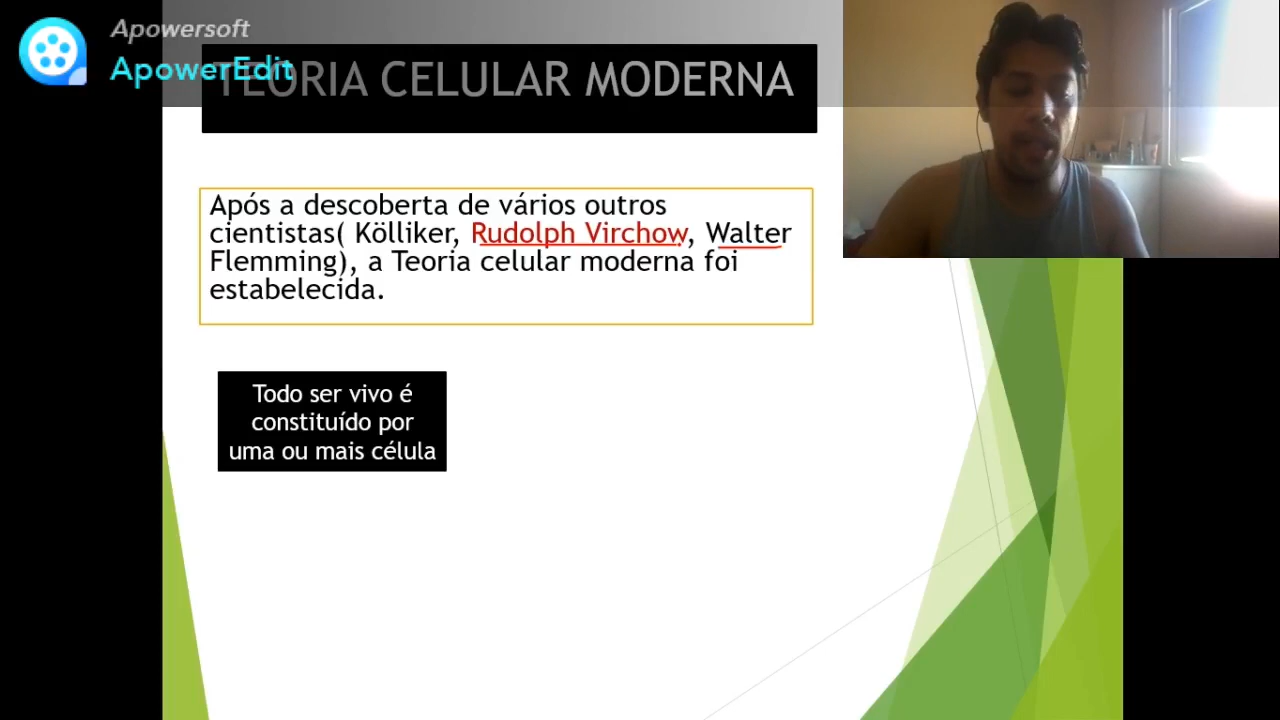 Apowersoft
ApowerEdit
TEORIA CELULAR MODERNA
Após a descoberta de vários outros
cientistas( Kölliker, Rudolph Virchow, Walter
Flemming), a Teoria celular moderna foi
estabelecida.
Todo ser vivo é
constituído por
uma ou mais célula